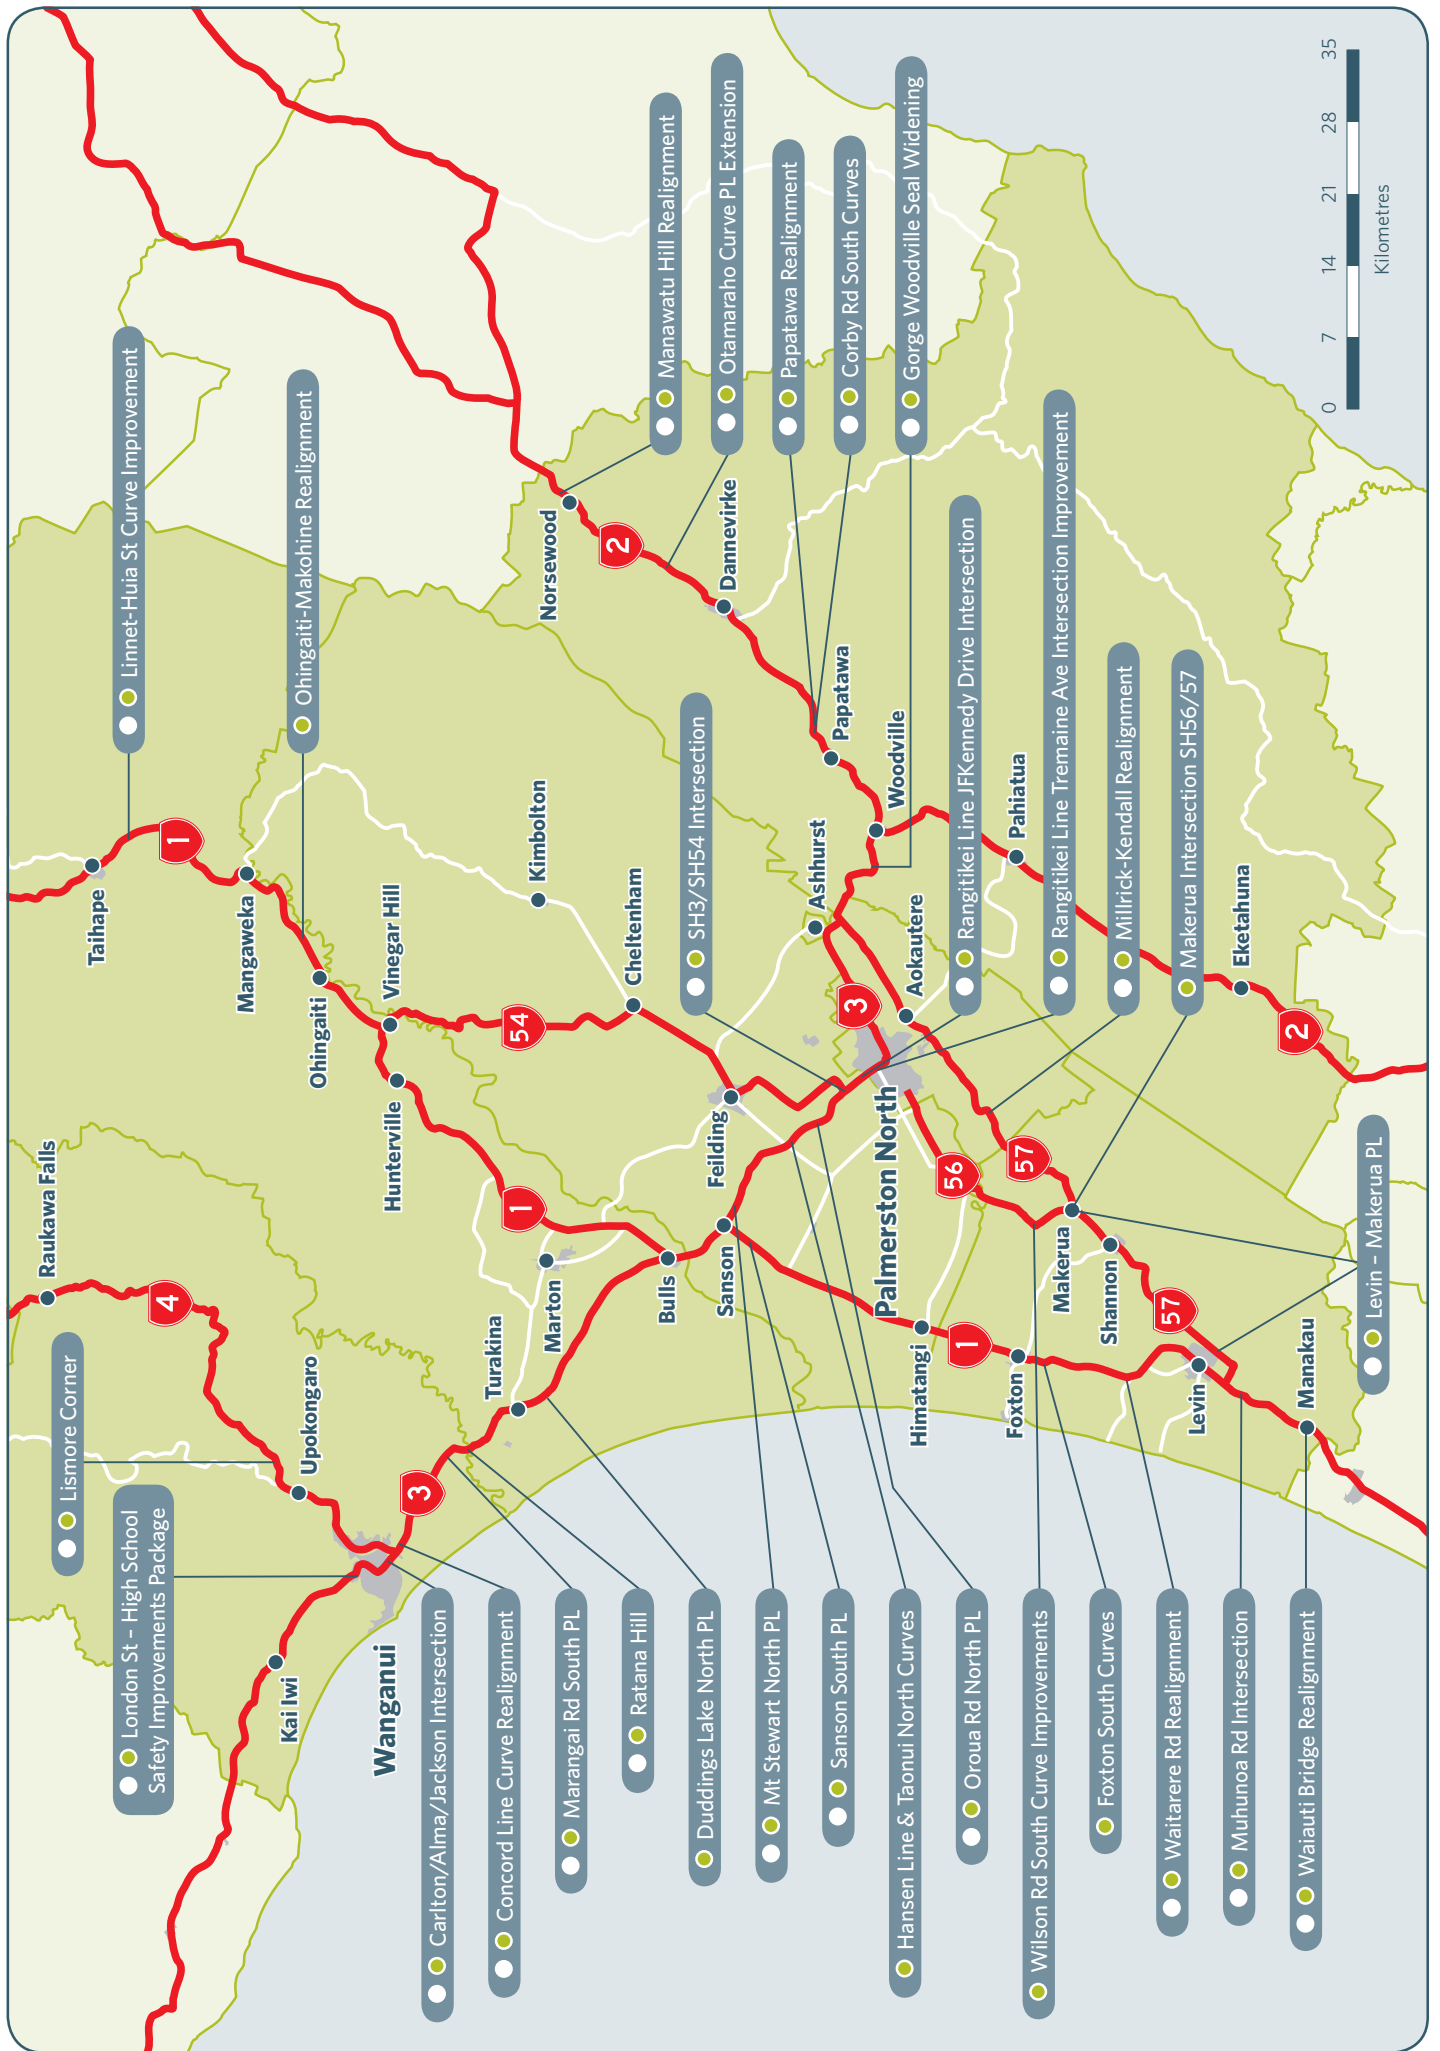 London St – High School
Safety Improvements Package
Lismore Corner
Linnet-Huia St Curve Improvement
Ohingaiti-Makohine Realignment
Raukawa Falls
4
Upokongaro
Kai Iwi
Wanganui
3
Turakina
Marton
Bulls
Sanson
Taihape
1
Mangaweka
Ohingaiti
Vinegar Hill
Hunterville
1
54
Kimbolton
Cheltenham
Feilding
Norsewood
2
Dannevirke
Papatawa
Woodville
Ashhurst
3
Aokautere
Palmerston North
Pahiatua
Eketahuna
2
56
57
Makerua
Shannon
57
Himatangi
1
Foxton
Levin
Manakau
Manawatu Hill Realignment
Otamaraho Curve PL Extension
Papatawa Realignment
Corby Rd South Curves
Gorge Woodville Seal Widening
SH3/SH54 Intersection
Rangitikei Line JFKennedy Drive Intersection
Rangitikei Line Tremaine Ave Intersection Improvement
Millrick-Kendall Realignment
Makerua Intersection SH56/57
Levin – Makerua PL
Carlton/Alma/Jackson Intersection
Concord Line Curve Realignment
Marangai Rd South PL
Ratana Hill
Duddings Lake North PL
Mt Stewart North PL
Sanson South PL
Hansen Line & Taonui North Curves
Oroua Rd North PL
Wilson Rd South Curve Improvements
Foxton South Curves
Waitarere Rd Realignment
Muhunoa Rd Intersection
Waiauti Bridge Realignment
0 7 14 21 28 35
Kilometres